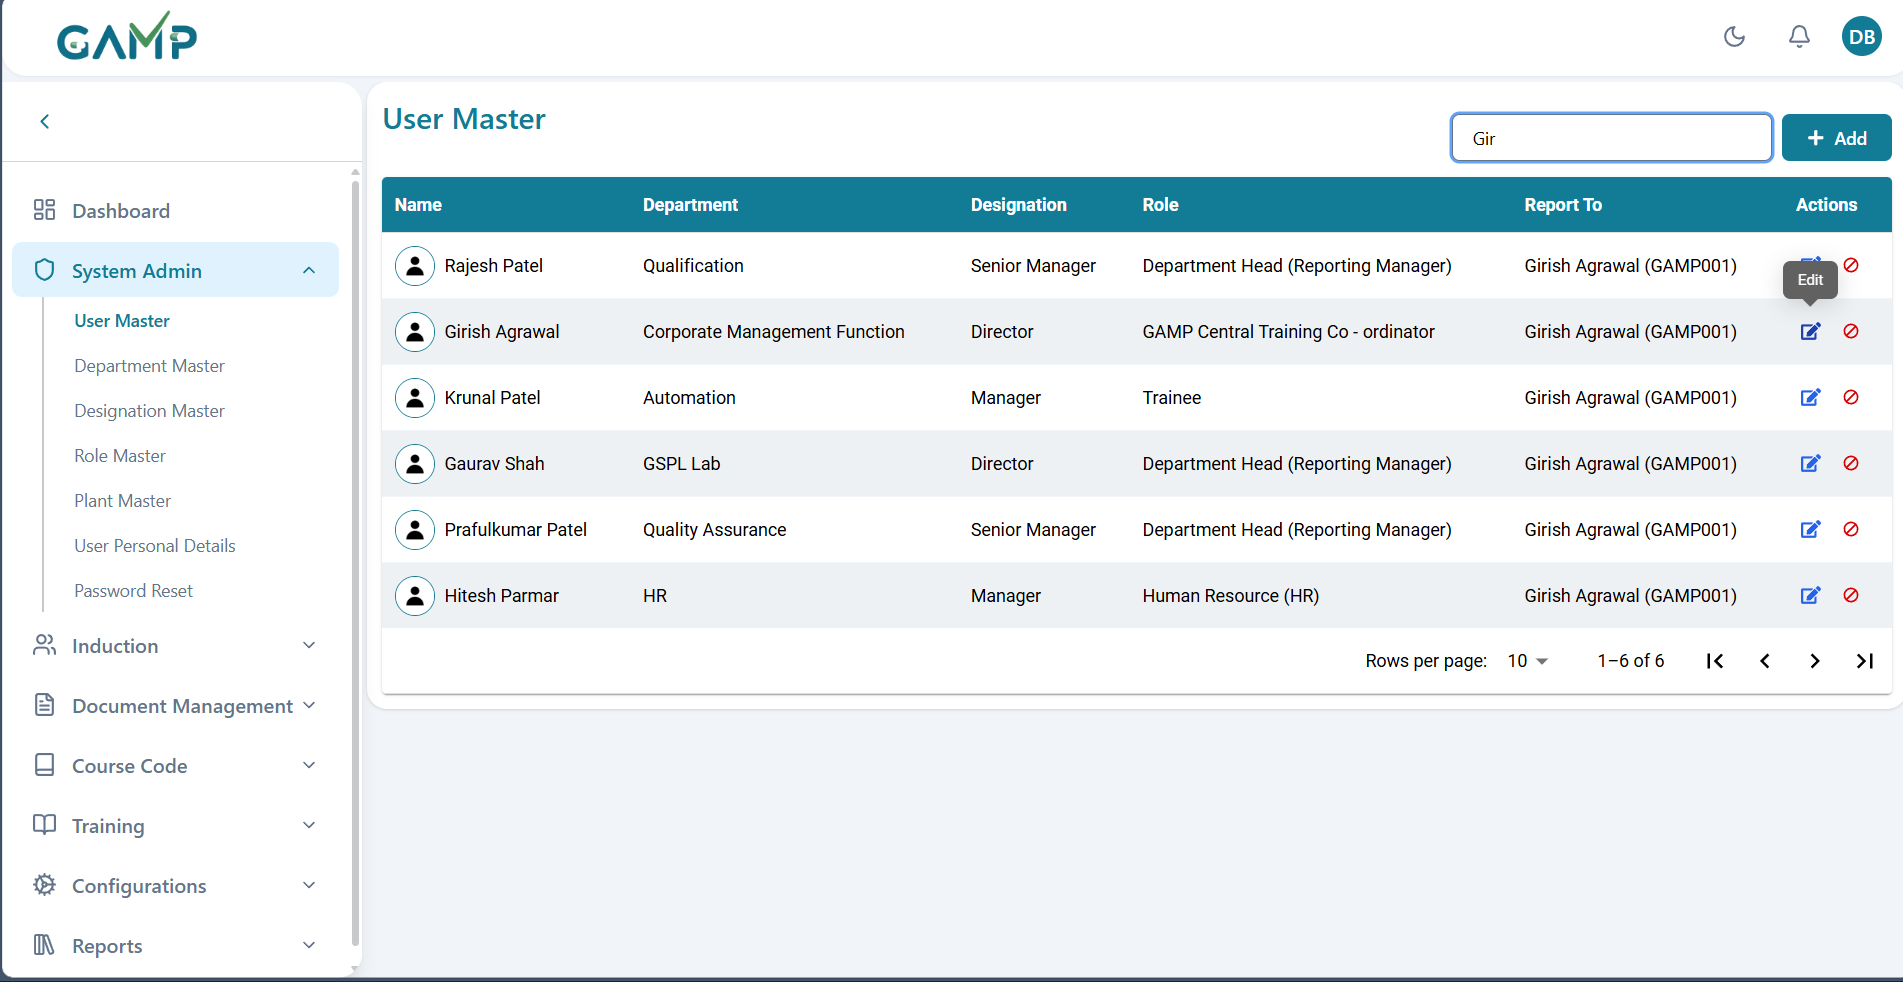 GAMP
DB
User Master
Gir
+ Add
Name Department Designation Role Report To Actions
Rajesh Patel Qualification Senior Manager Department Head (Reporting Manager) Girish Agrawal (GAMP001)
Edit
Girish Agrawal Corporate Management Function Director GAMP Central Training Co - ordinator Girish Agrawal (GAMP001)
Krunal Patel Automation Manager Trainee Girish Agrawal (GAMP001)
Gaurav Shah GSPL Lab Director Department Head (Reporting Manager) Girish Agrawal (GAMP001)
Prafulkumar Patel Quality Assurance Senior Manager Department Head (Reporting Manager) Girish Agrawal (GAMP001)
Hitesh Parmar HR Manager Human Resource (HR) Girish Agrawal (GAMP001)
Rows per page: 10 1–6 of 6
Dashboard
System Admin
User Master
Department Master
Designation Master
Role Master
Plant Master
User Personal Details
Password Reset
Induction
Document Management
Course Code
Training
Configurations
Reports